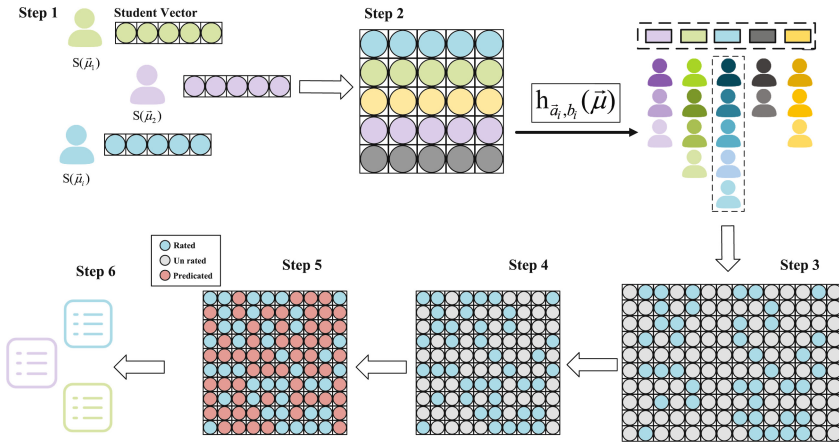 Step 1
Student Vector
S(μ⃗₁)
S(μ⃗₂)
S(μ⃗ᵢ)
Step 2
h_{a⃗ᵢ,bᵢ}(μ⃗)
Step 3
Step 4
Step 5
Rated
Un rated
Predicated
Step 6